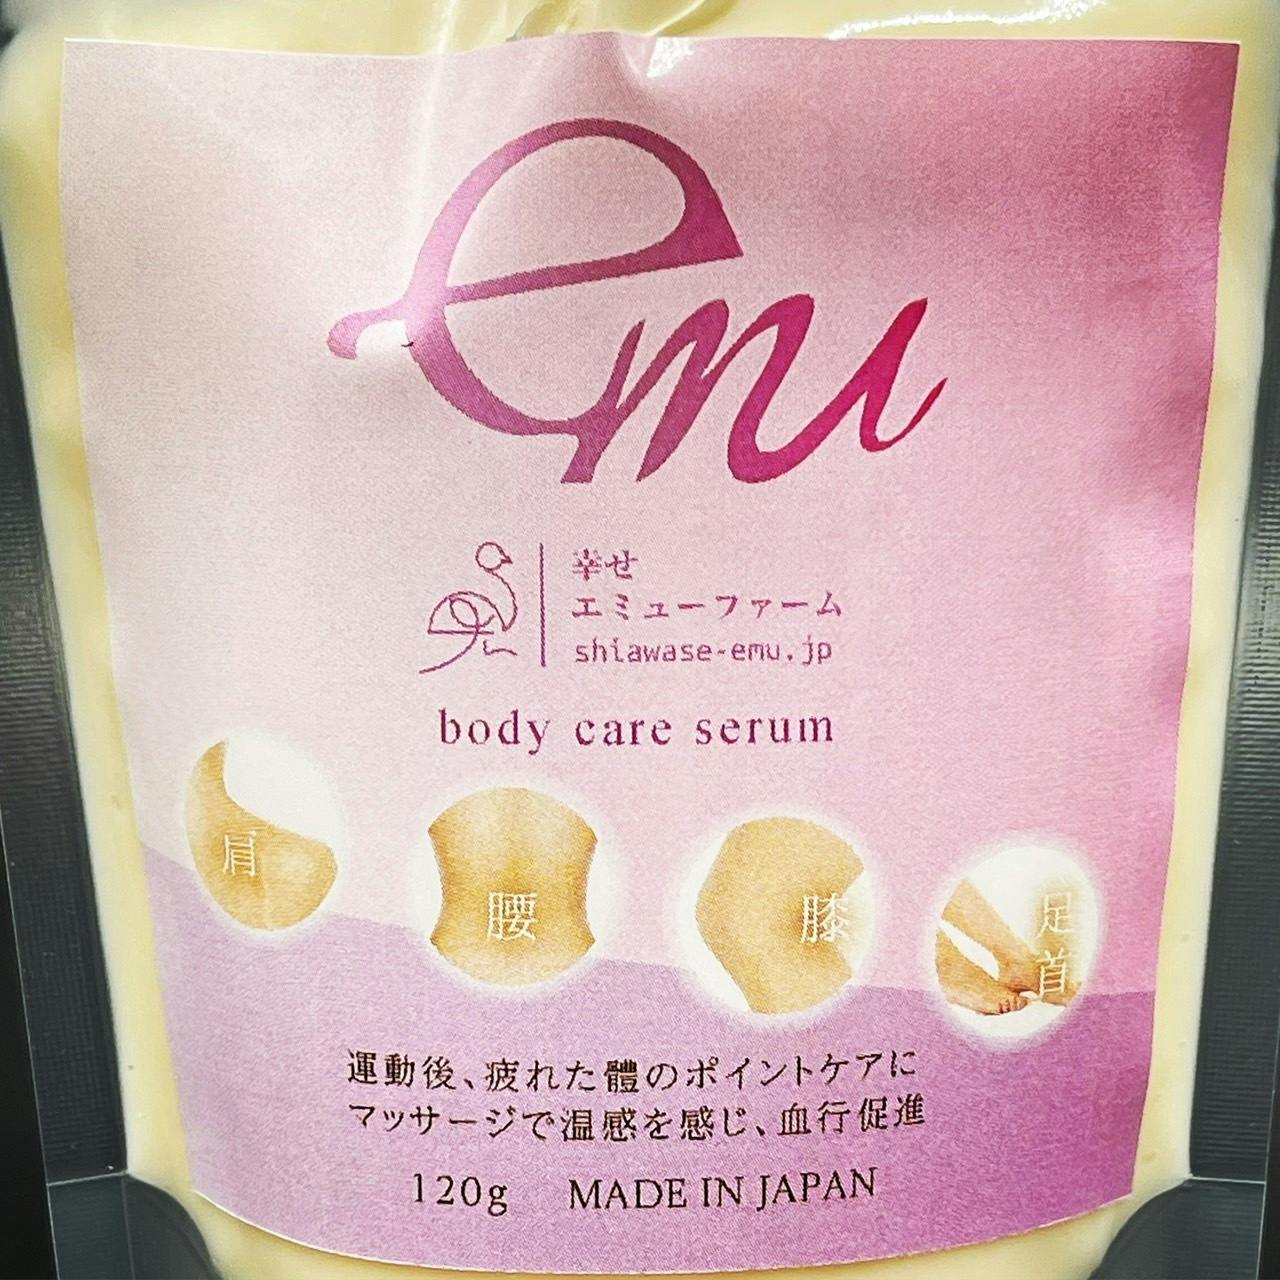 emu
幸せ
エミューファーム
shiawase-emu.jp
body care serum
肩
腰
膝
足首
運動後、疲れた體のポイントケアに
マッサージで温感を感じ、血行促進
120g MADE IN JAPAN